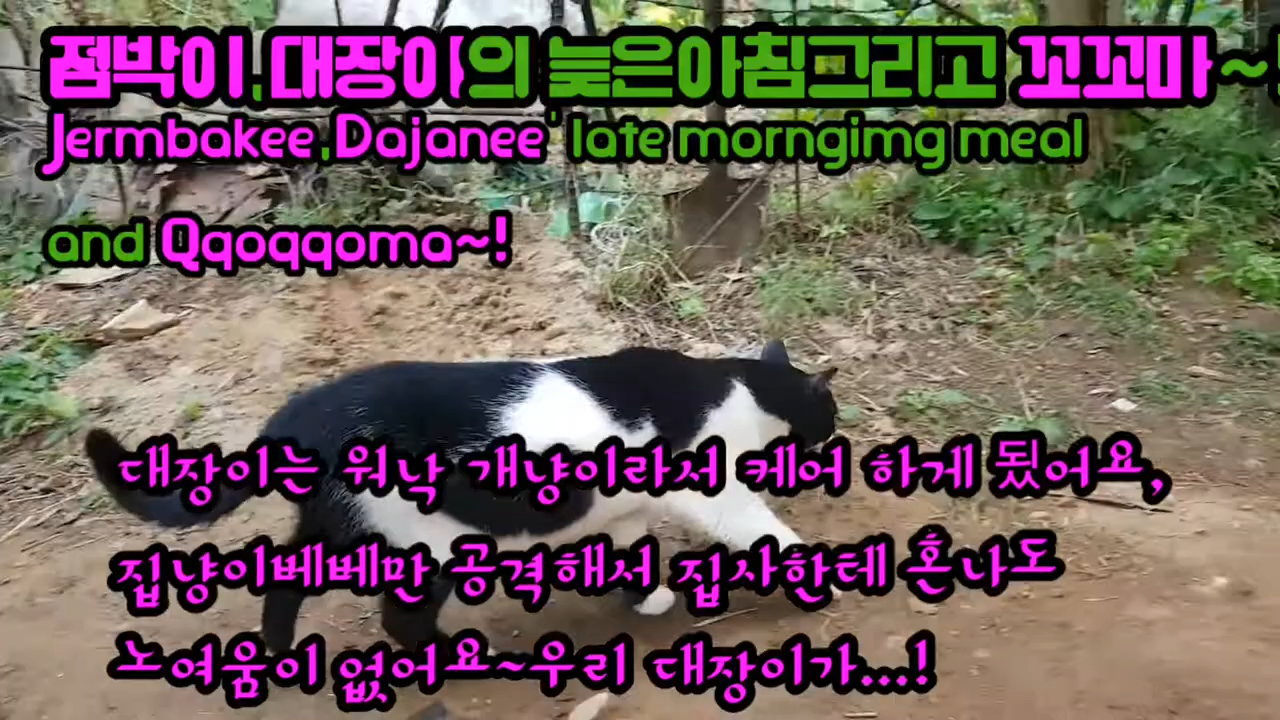 점박이,대장이의 늦은아침그리고 꼬꼬마~!
Jermbakee,Dajanee' late morngimg meal
and Qqoqqoma~!
대장이는 워낙 개냥이라서 케어 하게 됬어요,
집냥이베베만 공격해서 집사한테 혼나도
노여움이 없어요~우리 대장이가...!